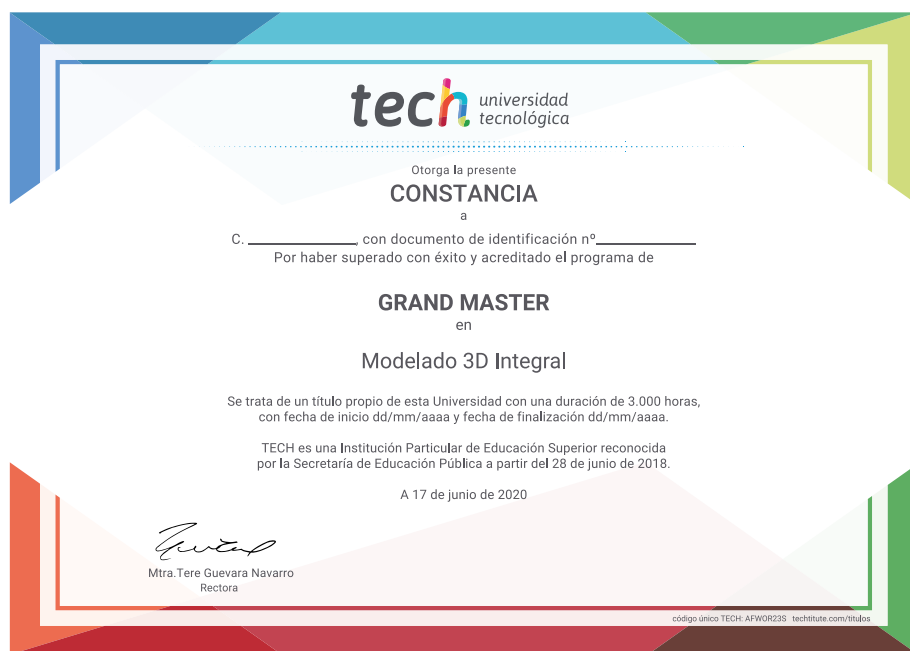 tech universidad
tecnológica
Otorga la presente
CONSTANCIA
a
C. ____________, con documento de identificación nº____________
Por haber superado con éxito y acreditado el programa de
GRAND MASTER
en
Modelado 3D Integral
Se trata de un título propio de esta Universidad con una duración de 3.000 horas,
con fecha de inicio dd/mm/aaaa y fecha de finalización dd/mm/aaaa.
TECH es una Institución Particular de Educación Superior reconocida
por la Secretaría de Educación Pública a partir del 28 de junio de 2018.
A 17 de junio de 2020
Mtra.Tere Guevara Navarro
Rectora
código único TECH: AFWOR23S techtitute.com/titulos